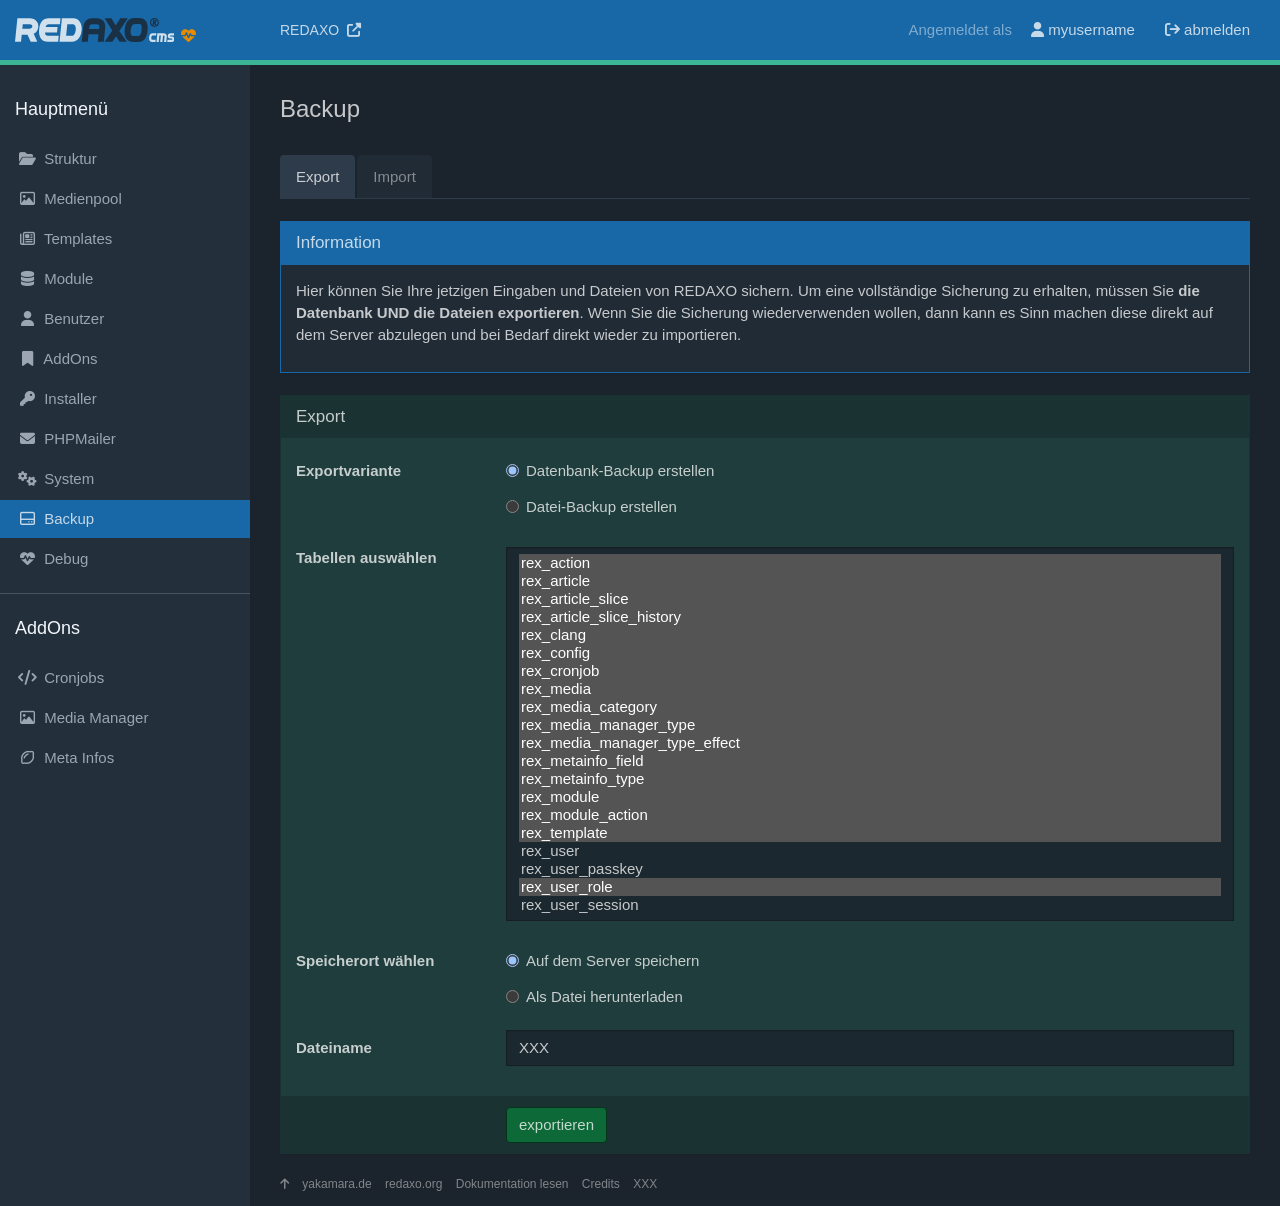 REDAXO® cms
REDAXO
Angemeldet als myusername abmelden
Hauptmenü
Struktur
Medienpool
Templates
Module
Benutzer
AddOns
Installer
PHPMailer
System
Backup
Debug
AddOns
Cronjobs
Media Manager
Meta Infos
Backup
Export Import
Information
Hier können Sie Ihre jetzigen Eingaben und Dateien von REDAXO sichern. Um eine vollständige Sicherung zu erhalten, müssen Sie die
Datenbank UND die Dateien exportieren. Wenn Sie die Sicherung wiederverwenden wollen, dann kann es Sinn machen diese direkt auf
dem Server abzulegen und bei Bedarf direkt wieder zu importieren.
Export
Exportvariante
Datenbank-Backup erstellen
Datei-Backup erstellen
Tabellen auswählen
rex_action
rex_article
rex_article_slice
rex_article_slice_history
rex_clang
rex_config
rex_cronjob
rex_media
rex_media_category
rex_media_manager_type
rex_media_manager_type_effect
rex_metainfo_field
rex_metainfo_type
rex_module
rex_module_action
rex_template
rex_user
rex_user_passkey
rex_user_role
rex_user_session
Speicherort wählen
Auf dem Server speichern
Als Datei herunterladen
Dateiname
XXX
exportieren
yakamara.de redaxo.org Dokumentation lesen Credits XXX